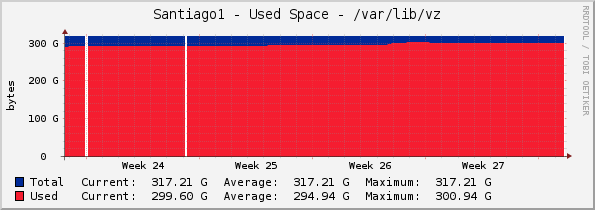 Santiago1 - Used Space - /var/lib/vz
RRDTOOL / TOBI OETIKER
bytes
300 G
200 G
100 G
0
Week 24 Week 25 Week 26 Week 27
Total Current: 317.21 G Average: 317.21 G Maximum: 317.21 G
Used Current: 299.60 G Average: 294.94 G Maximum: 300.94 G